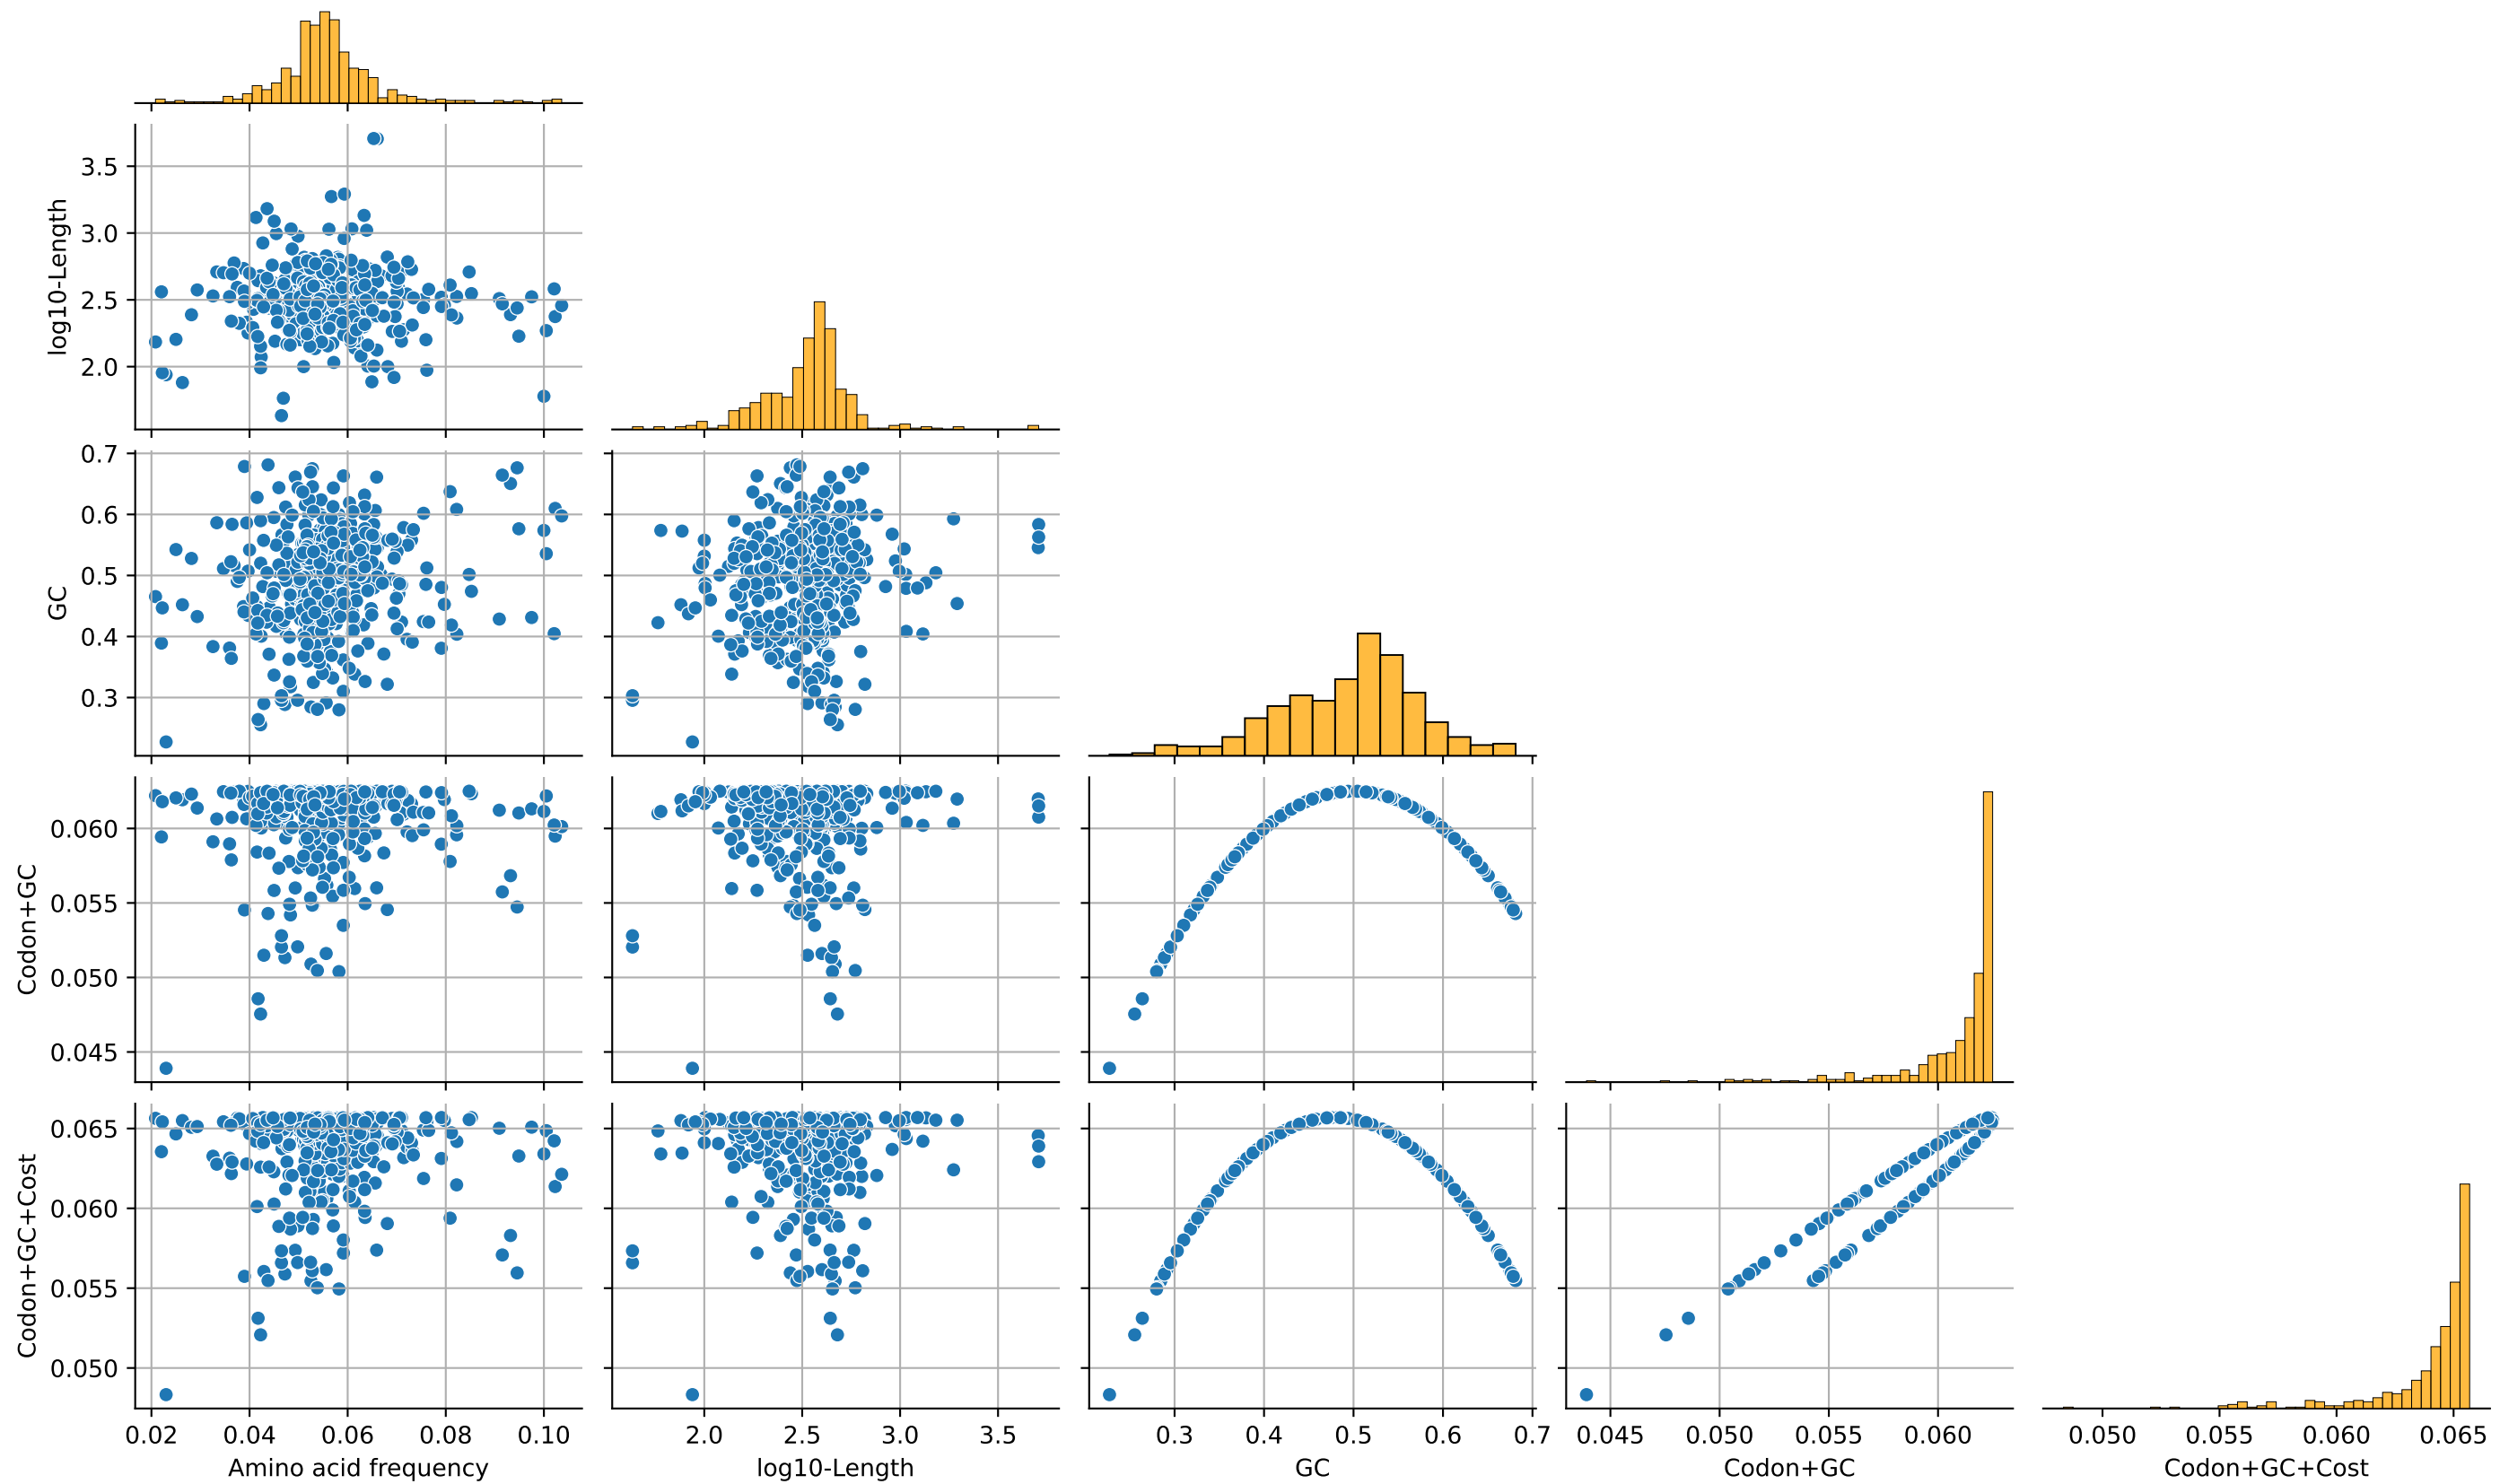 3.5
3.0
2.5
2.0
log10-Length
0.7
0.6
0.5
0.4
0.3
GC
0.060
0.055
0.050
0.045
Codon+GC
0.065
0.060
0.055
0.050
Codon+GC+Cost
0.02 0.04 0.06 0.08 0.10
2.0 2.5 3.0 3.5
0.3 0.4 0.5 0.6 0.7
0.045 0.050 0.055 0.060
0.050 0.055 0.060 0.065
Amino acid frequency
log10-Length
GC
Codon+GC
Codon+GC+Cost